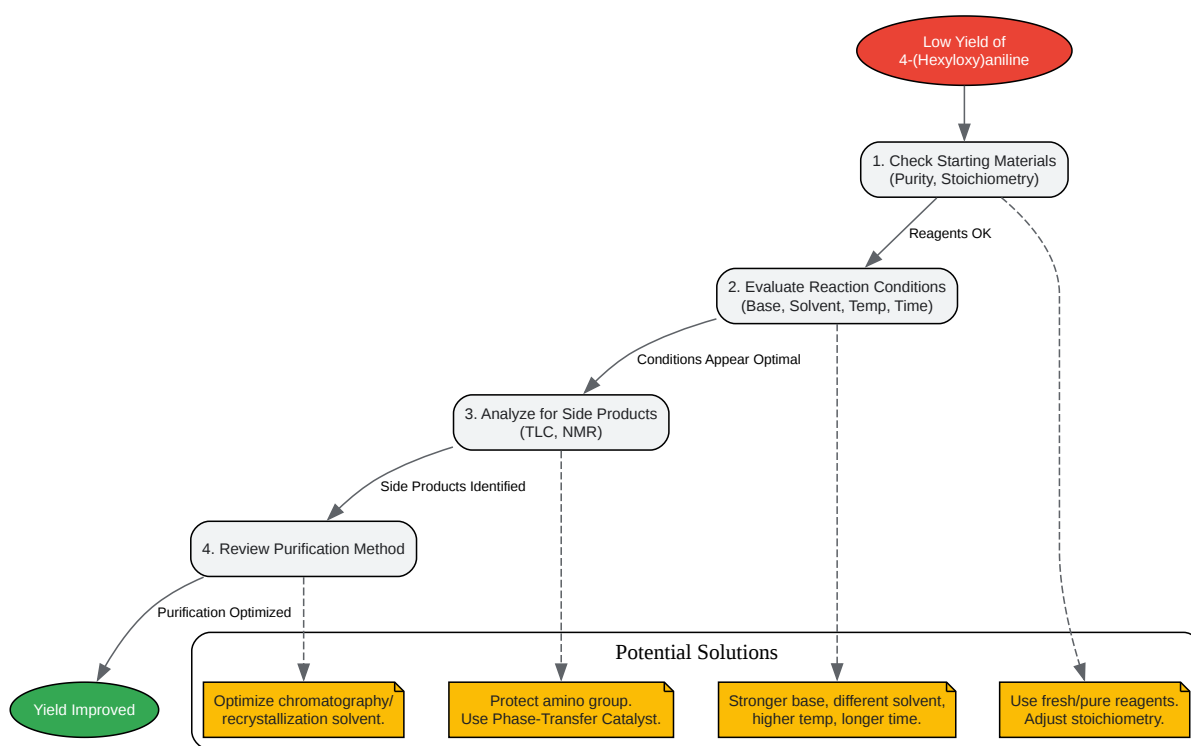 Low Yield of
4-(Hexyloxy)aniline
1. Check Starting Materials
(Purity, Stoichiometry)
Reagents OK
2. Evaluate Reaction Conditions
(Base, Solvent, Temp, Time)
Conditions Appear Optimal
3. Analyze for Side Products
(TLC, NMR)
Side Products Identified
4. Review Purification Method
Purification Optimized
Potential Solutions
Yield Improved
Optimize chromatography/
recrystallization solvent.
Protect amino group.
Use Phase-Transfer Catalyst.
Stronger base, different solvent,
higher temp, longer time.
Use fresh/pure reagents.
Adjust stoichiometry.